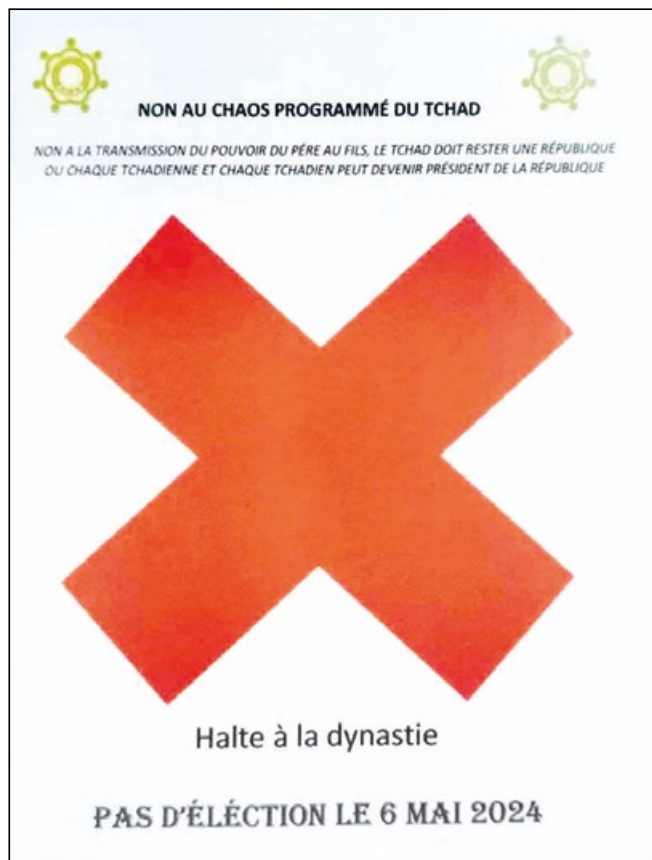 NON AU CHAOS PROGRAMMÉ DU TCHAD
NON A LA TRANSMISSION DU POUVOIR DU PÉRE AU FILS, LE TCHAD DOIT RESTER UNE RÉPUBLIQUE
OU CHAQUE TCHADIENNE ET CHAQUE TCHADIEN PEUT DEVENIR PRÉSIDENT DE LA RÉPUBLIQUE
Halte à la dynastie
PAS D'ÉLÉCTION LE 6 MAI 2024